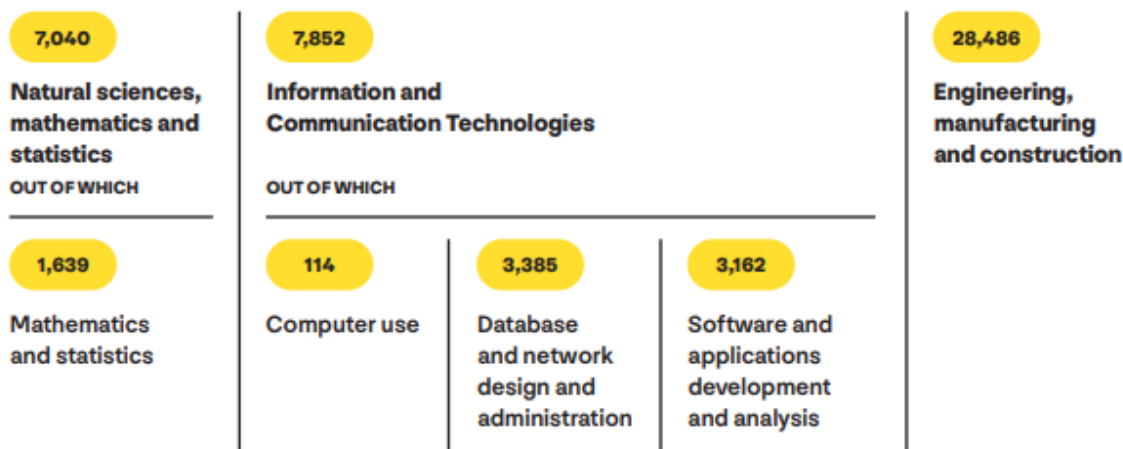 7,040
Natural sciences,
mathematics and
statistics
OUT OF WHICH
1,639
Mathematics
and statistics
7,852
Information and
Communication Technologies
OUT OF WHICH
114
Computer use
3,385
Database
and network
design and
administration
3,162
Software and
applications
development
and analysis
28,486
Engineering,
manufacturing
and construction